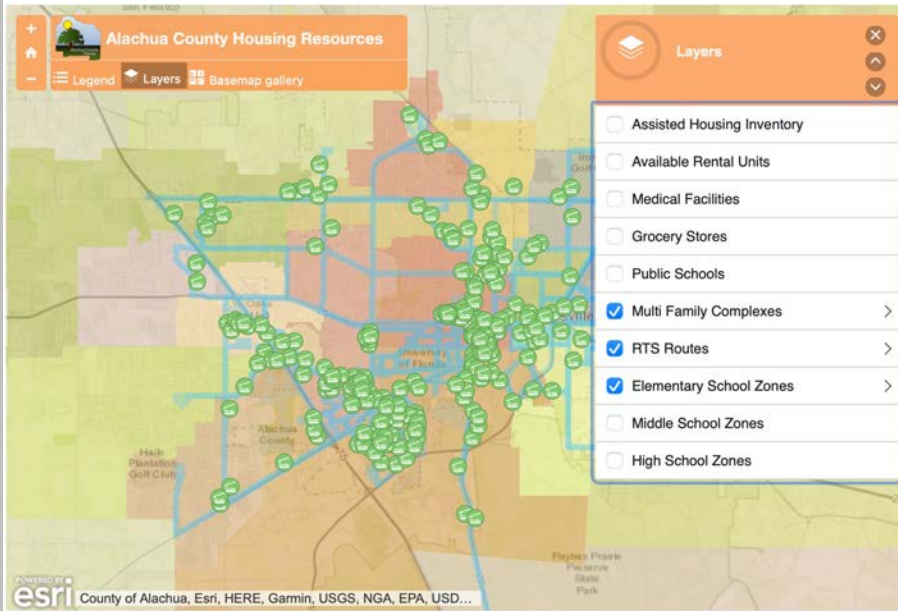 Alachua County Housing Resources
Legend
Layers
Basemap gallery
Layers
Assisted Housing Inventory
Available Rental Units
Medical Facilities
Grocery Stores
Public Schools
Multi Family Complexes
RTS Routes
Elementary School Zones
Middle School Zones
High School Zones
University
of Florida
Alachua
County
Haile
Plantation
Golf Club
Paynes Prairie
Preserve
State
Park
POWERED BY
esri
County of Alachua, Esri, HERE, Garmin, USGS, NGA, EPA, USD...